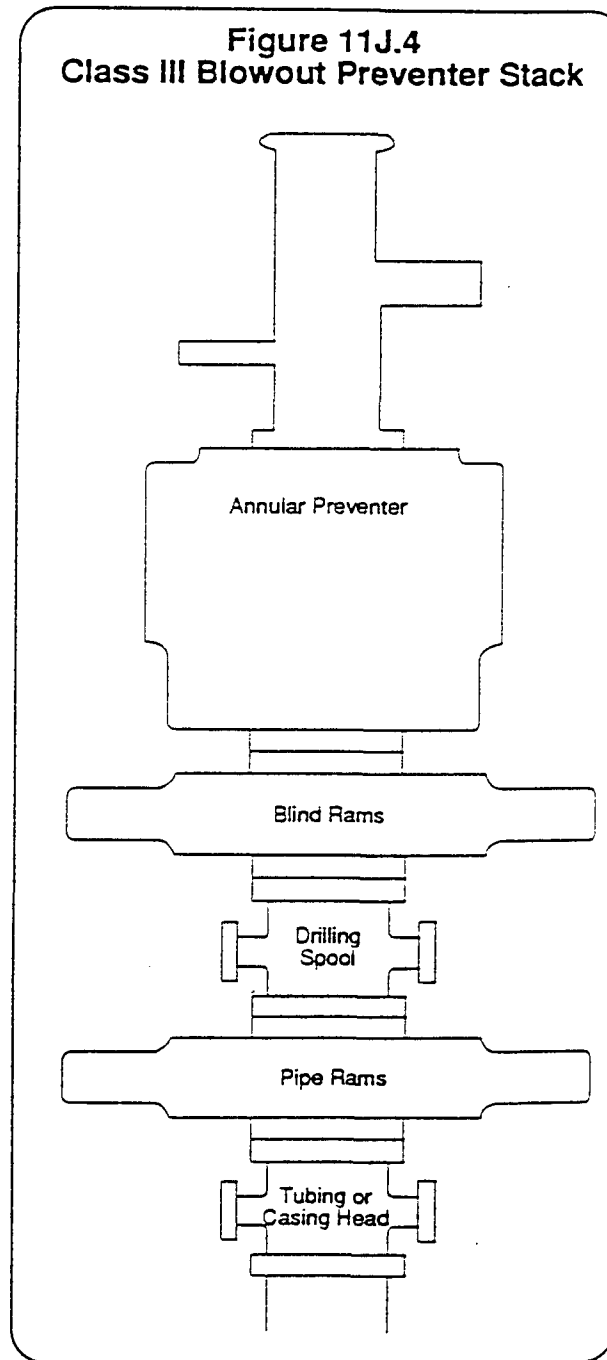 Figure 11J.4
Class III Blowout Preventer Stack
Annular Preventer
Blind Rams
Drilling
Spool
Pipe Rams
Tubing or
Casing Head